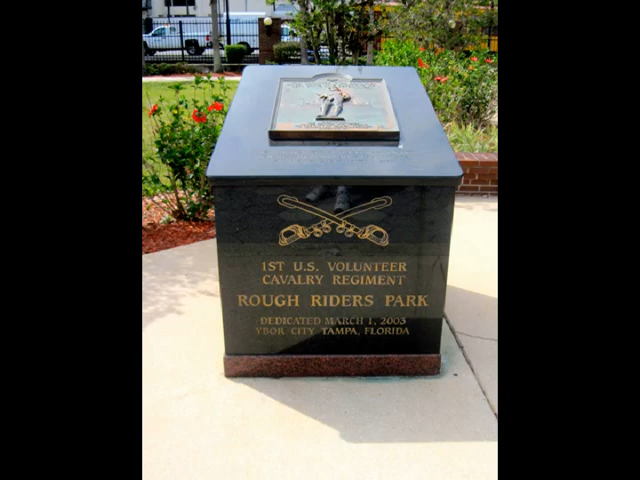 1ST U.S. VOLUNTEER
CAVALRY REGIMENT
ROUGH RIDERS PARK
DEDICATED MARCH 1, 2003
YBOR CITY TAMPA, FLORIDA